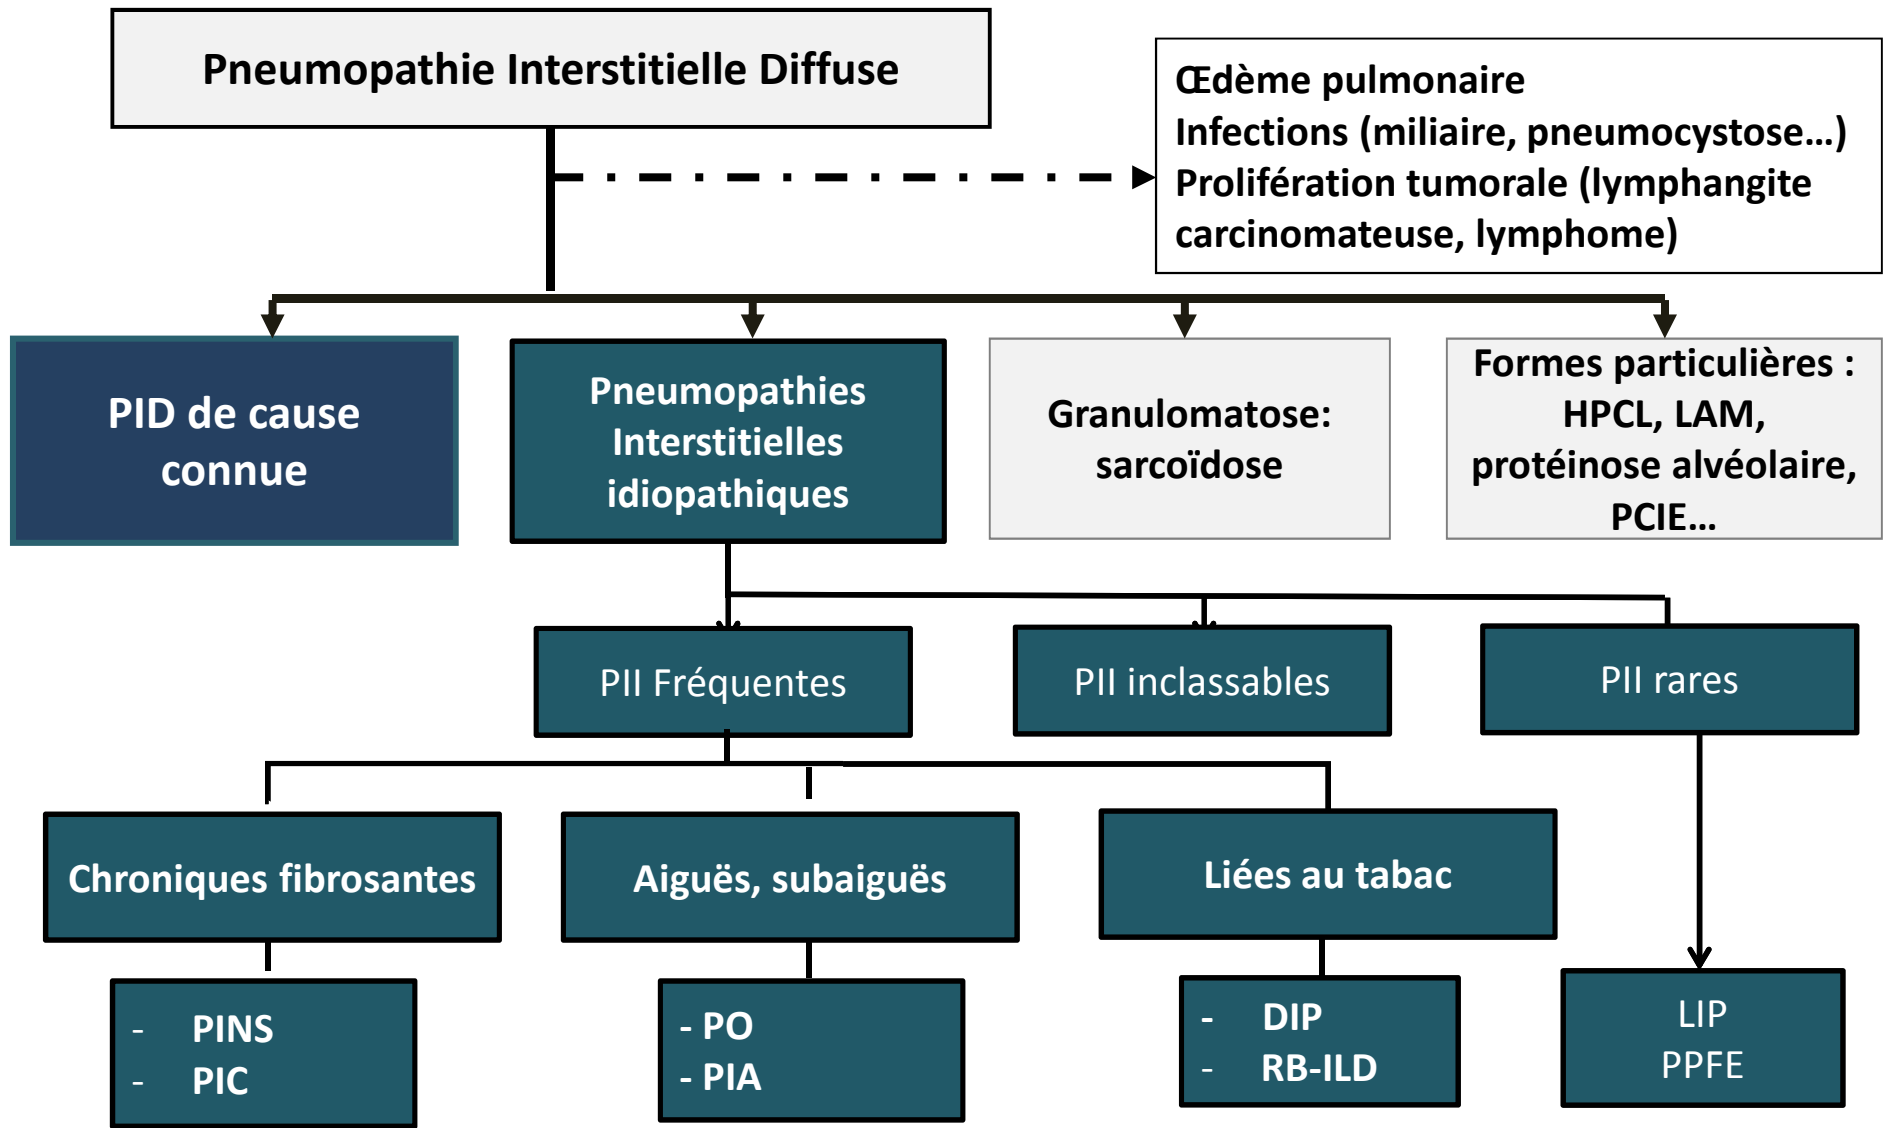 Pneumopathie Interstitielle Diffuse
Œdème pulmonaire
Infections (miliaire, pneumocystose…)
Prolifération tumorale (lymphangite
carcinomateuse, lymphome)
PID de cause
connue
Pneumopathies
Interstitielles
idiopathiques
Granulomatose:
sarcoïdose
Formes particulières :
HPCL, LAM,
protéinose alvéolaire,
PCIE…
PII Fréquentes
PII inclassables
PII rares
Chroniques fibrosantes
Aiguës, subaiguës
Liées au tabac
- PINS
- PIC
- PO
- PIA
- DIP
- RB-ILD
LIP
PPFE